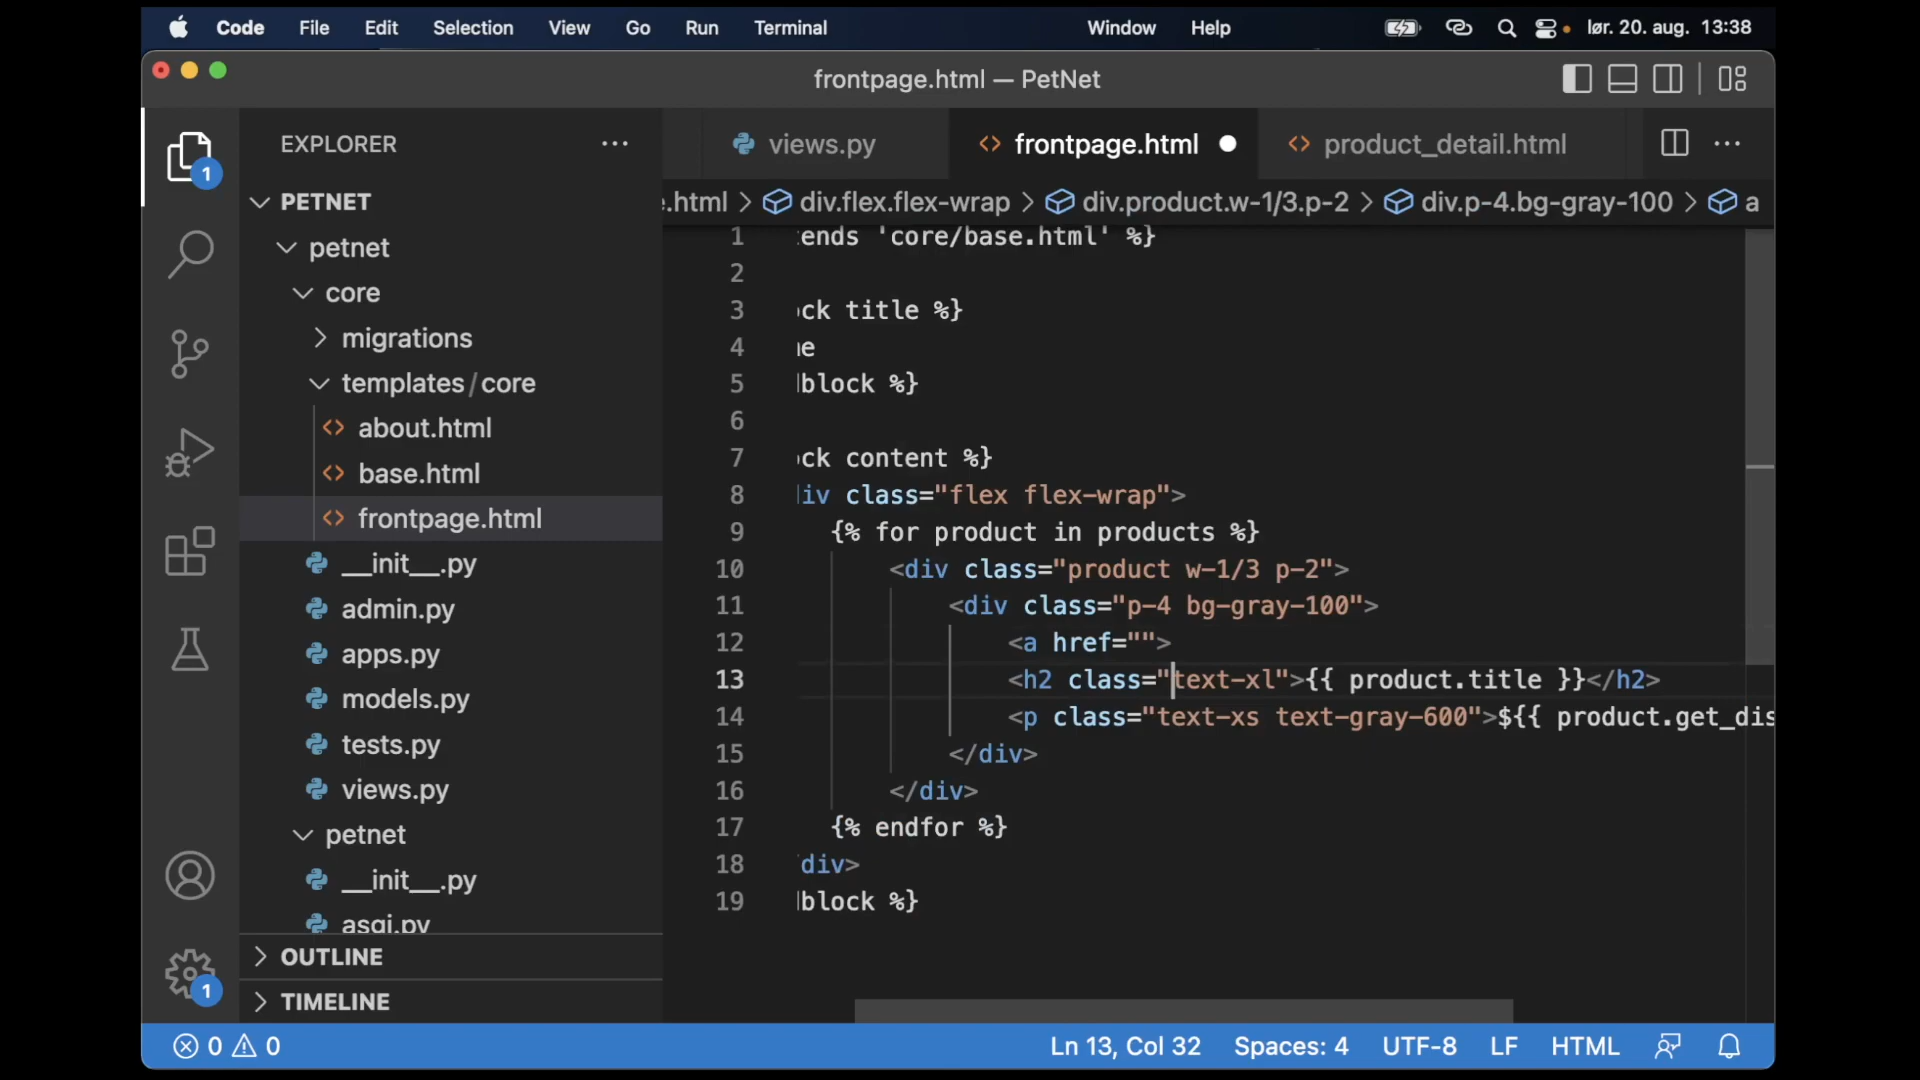 Code File Edit Selection View Go Run Terminal Window Help lør. 20. aug. 13:38
frontpage.html — PetNet
EXPLORER
PETNET
petnet
core
migrations
templates/core
about.html
base.html
frontpage.html
__init__.py
admin.py
apps.py
models.py
tests.py
views.py
petnet
__init__.py
asgi.py
OUTLINE
TIMELINE
1
1
views.py frontpage.html product_detail.html
.html > div.flex.flex-wrap > div.product.w-1/3.p-2 > div.p-4.bg-gray-100 > a
1 ends 'core/base.html' %}
2
3 ck title %}
4 e
5 block %}
6
7 ck content %}
8 iv class="flex flex-wrap">
9 {% for product in products %}
10 <div class="product w-1/3 p-2">
11 <div class="p-4 bg-gray-100">
12 <a href="">
13 <h2 class="text-xl">{{ product.title }}</h2>
14 <p class="text-xs text-gray-600">${{ product.get_dis
15 </div>
16 </div>
17 {% endfor %}
18 div>
19 block %}
0 0 Ln 13, Col 32 Spaces: 4 UTF-8 LF HTML